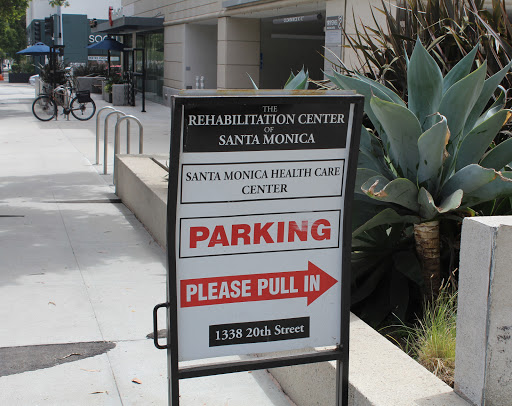 THE
REHABILITATION CENTER
of
SANTA MONICA
SANTA MONICA HEALTH CARE
CENTER
PARKING
PLEASE PULL IN
1338 20th Street